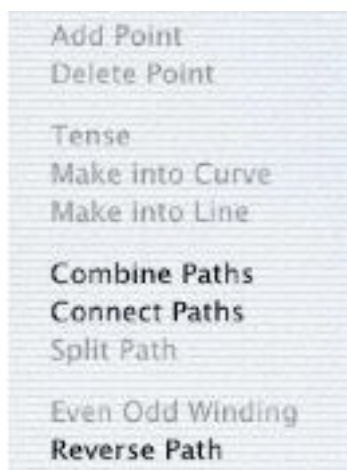 Add Point
Delete Point
Tense
Make into Curve
Make into Line
Combine Paths
Connect Paths
Split Path
Even Odd Winding
Reverse Path